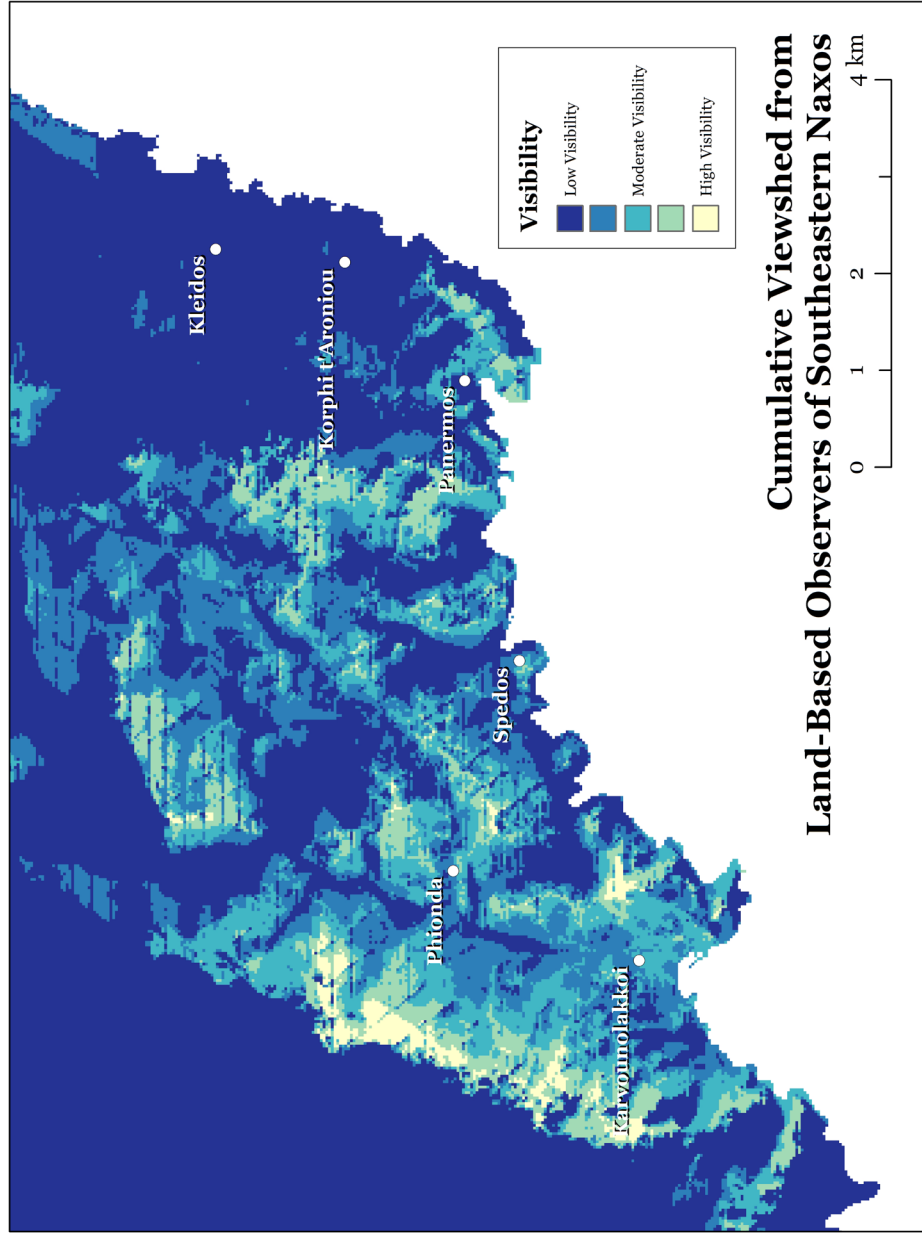 Kleidos
Korphi t'Aroniou
Panermos
Spedos
Phionda
Karvounolakkoi
Visibility
Low Visibility
Moderate Visibility
High Visibility
Cumulative Viewshed from
Land-Based Observers of Southeastern Naxos
0 1 2 4 km